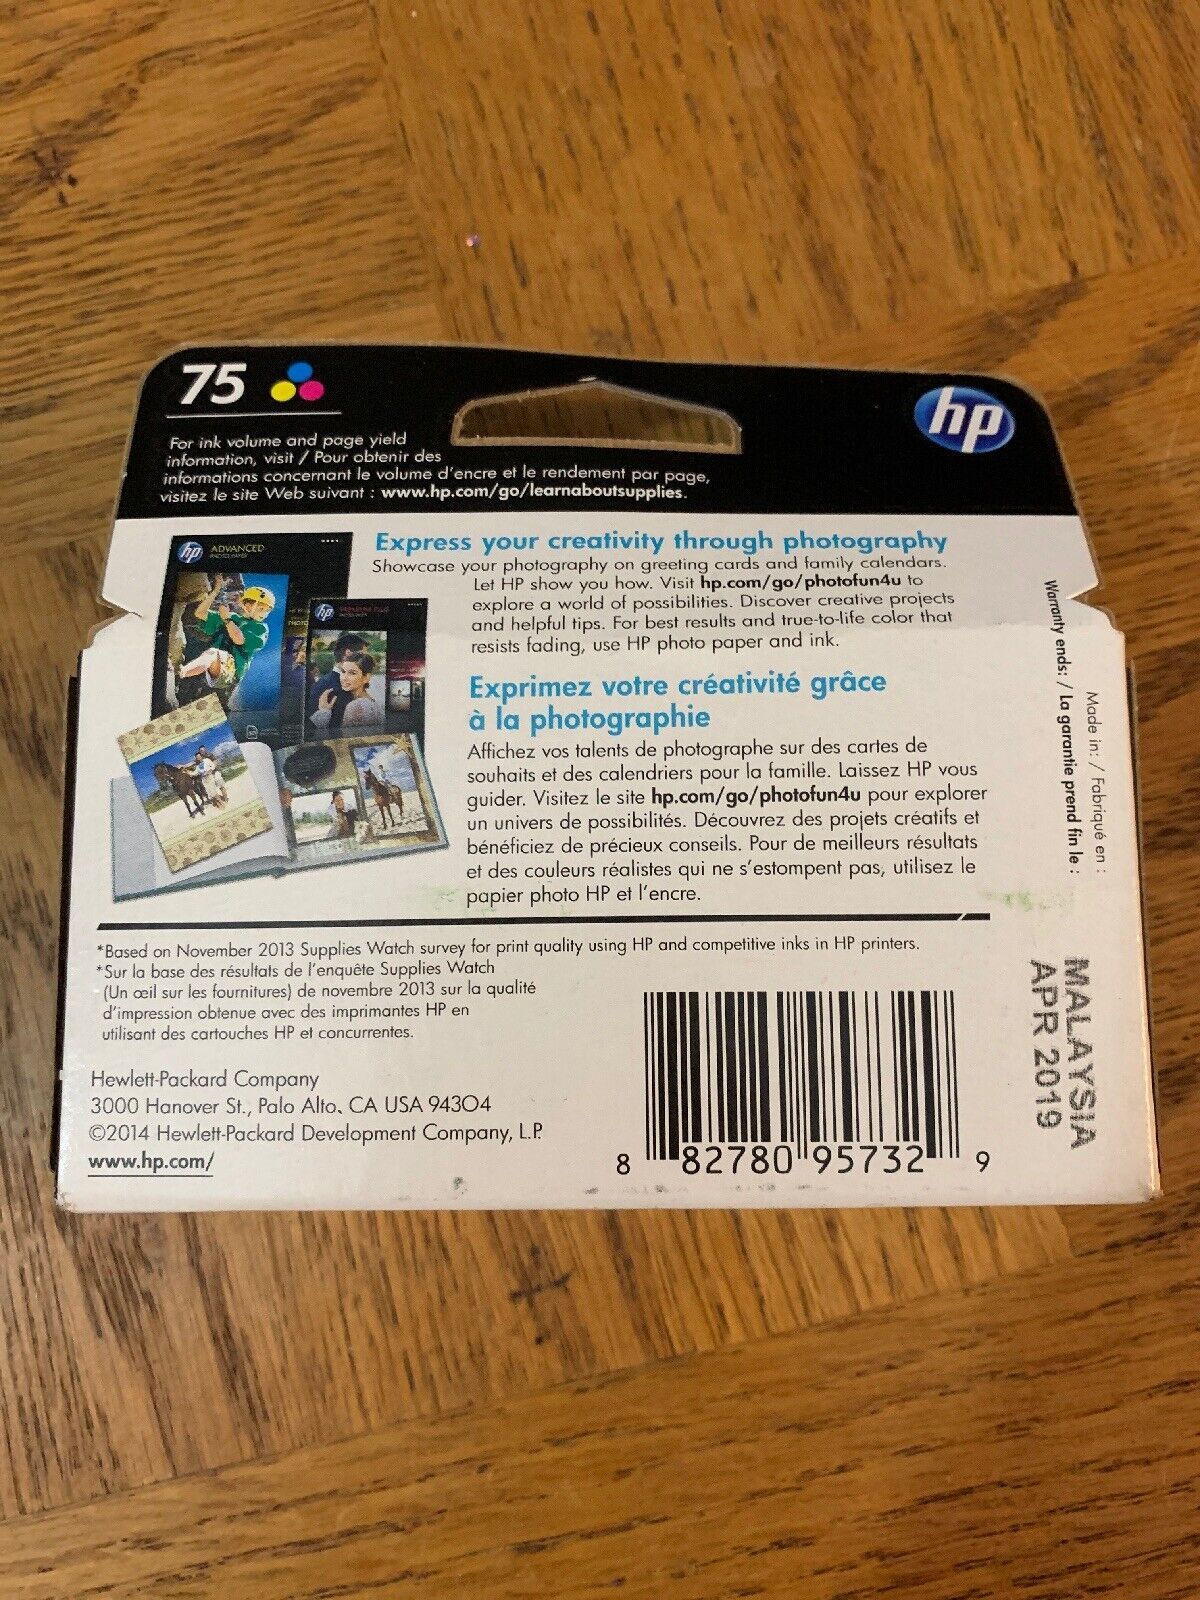 75
hp
For ink volume and page yield
information, visit / Pour obtenir des
informations concernant le volume d'encre et le rendement par page,
visitez le site Web suivant : www.hp.com/go/learnaboutsupplies.
hp ADVANCED
hp
Express your creativity through photography
Showcase your photography on greeting cards and family calendars.
Let HP show you how. Visit hp.com/go/photofun4u to
explore a world of possibilities. Discover creative projects
and helpful tips. For best results and true-to-life color that
resists fading, use HP photo paper and ink.
Exprimez votre créativité grâce
à la photographie
Affichez vos talents de photographe sur des cartes de
souhaits et des calendriers pour la famille. Laissez HP vous
guider. Visitez le site hp.com/go/photofun4u pour explorer
un univers de possibilités. Découvrez des projets créatifs et
bénéficiez de précieux conseils. Pour de meilleurs résultats
et des couleurs réalistes qui ne s'estompent pas, utilisez le
papier photo HP et l'encre.
Made in: / Fabriqué en :
Warranty ends: / La garantie prend fin le :
MALAYSIA
APR 2019
*Based on November 2013 Supplies Watch survey for print quality using HP and competitive inks in HP printers.
*Sur la base des résultats de l'enquête Supplies Watch
(Un œil sur les fournitures) de novembre 2013 sur la qualité
d'impression obtenue avec des imprimantes HP en
utilisant des cartouches HP et concurrentes.
Hewlett-Packard Company
3000 Hanover St., Palo Alto, CA USA 94304
©2014 Hewlett-Packard Development Company, L.P.
www.hp.com/
8 82780 95732 9